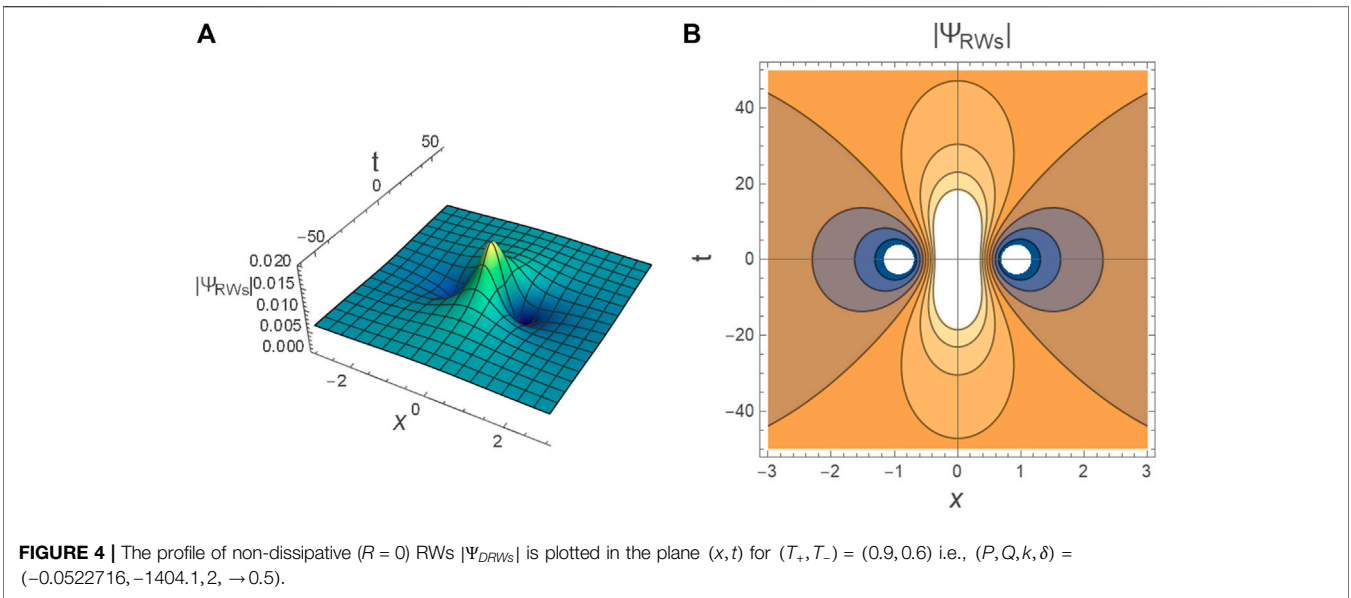 A
t
50
0
−50
0.020
0.015
|Ψ_RWs|
0.010
0.005
0.000
−2
0
2
x
B
|Ψ_RWs|
40
20
t
0
−20
−40
−3 −2 −1 0 1 2 3
x
FIGURE 4 | The profile of non-dissipative (R = 0) RWs |Ψ_DRWs| is plotted in the plane (x, t) for (T_+, T_−) = (0.9, 0.6) i.e., (P, Q, k, δ) =
(−0.0522716, −1404.1, 2, →0.5).